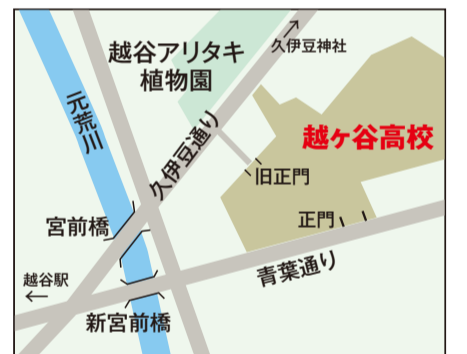 久伊豆神社
越谷アリタキ
植物園
元荒川
久伊豆通り
越ヶ谷高校
旧正門
正門
宮前橋
青葉通り
越谷駅
新宮前橋